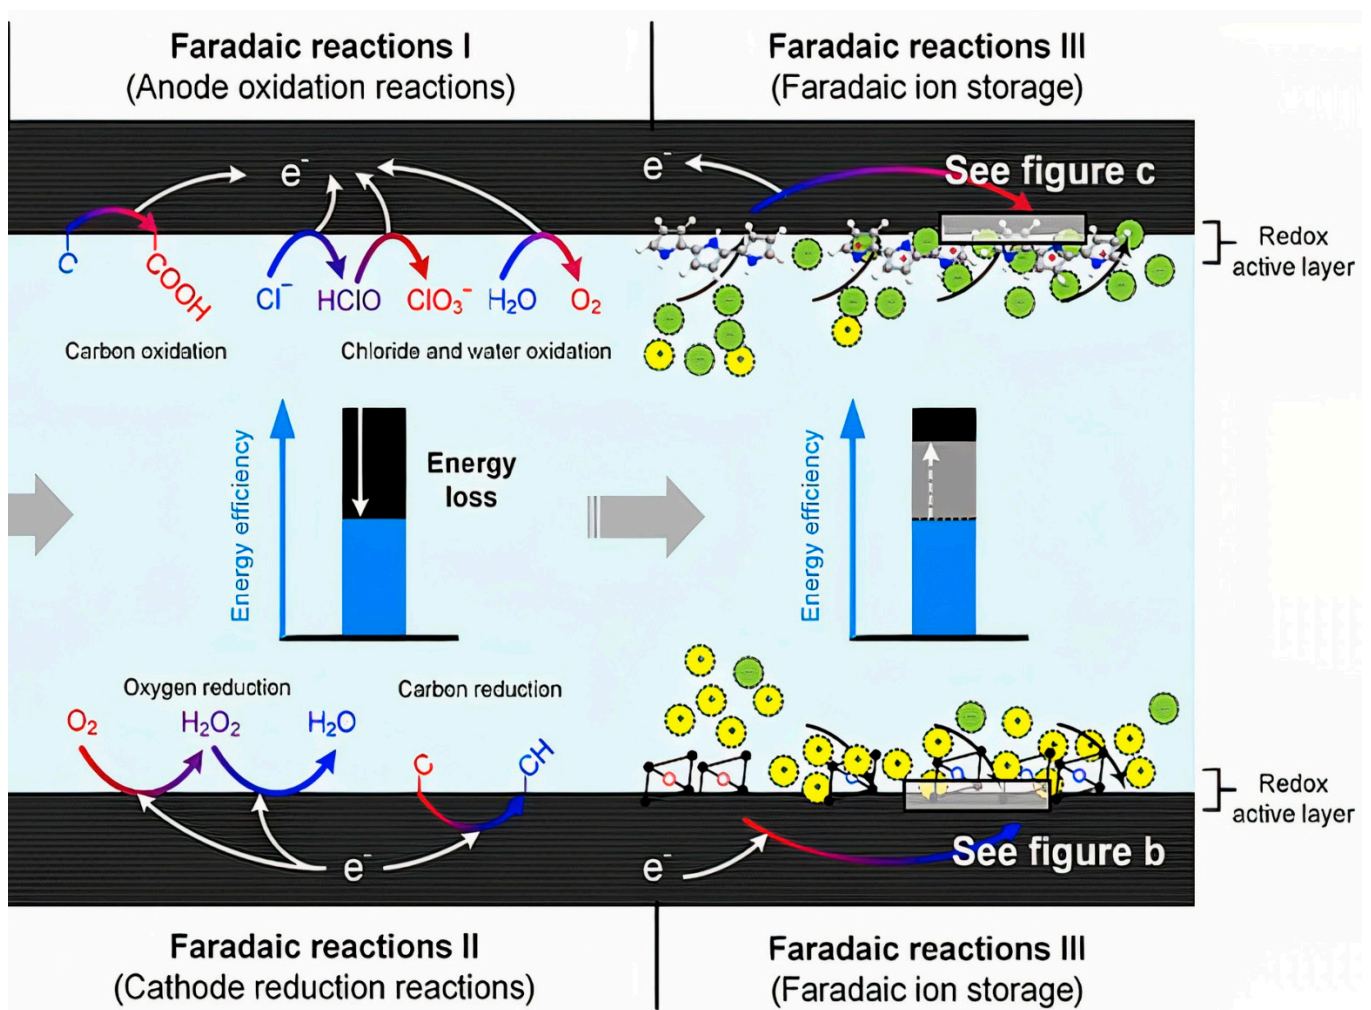 Faradaic reactions I
(Anode oxidation reactions)
Faradaic reactions III
(Faradaic ion storage)
e⁻
e⁻
See figure c
C
COOH
Cl⁻
HClO
ClO₃⁻
H₂O
O₂
Redox
active layer
Carbon oxidation
Chloride and water oxidation
Energy efficiency
Energy
loss
Energy efficiency
Oxygen reduction
Carbon reduction
O₂
H₂O₂
H₂O
C
CH
Redox
active layer
e⁻
e⁻
See figure b
Faradaic reactions II
(Cathode reduction reactions)
Faradaic reactions III
(Faradaic ion storage)